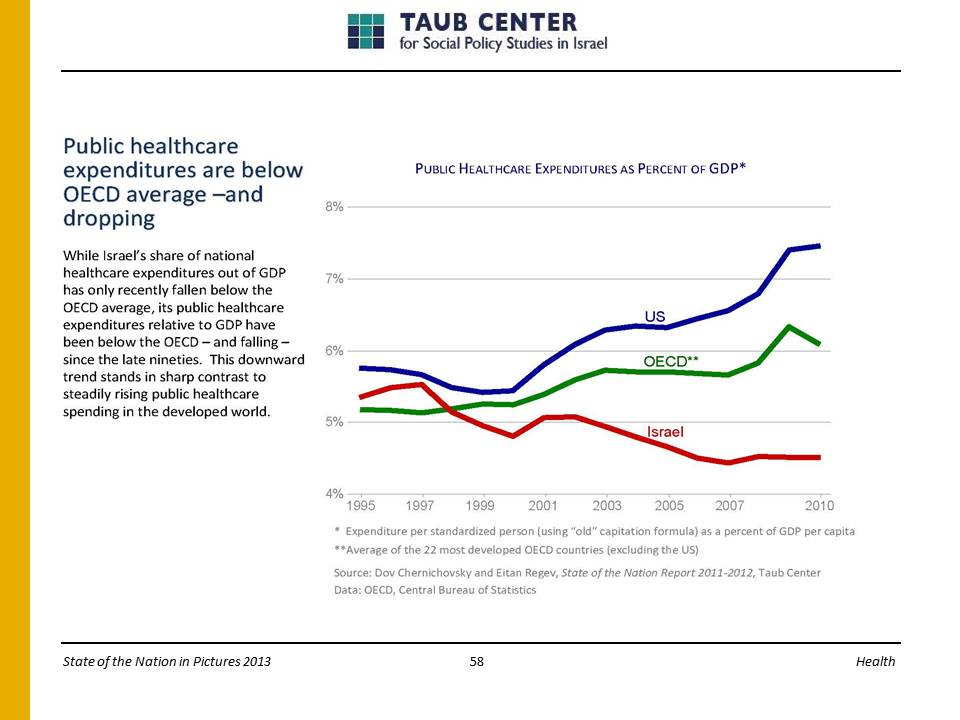 TAUB CENTER
for Social Policy Studies in Israel
Public healthcare
expenditures are below
OECD average –and
dropping
While Israel's share of national
healthcare expenditures out of GDP
has only recently fallen below the
OECD average, its public healthcare
expenditures relative to GDP have
been below the OECD – and falling –
since the late nineties. This downward
trend stands in sharp contrast to
steadily rising public healthcare
spending in the developed world.
PUBLIC HEALTHCARE EXPENDITURES AS PERCENT OF GDP*
8%
7%
US
6%
OECD**
5%
Israel
4%
1995 1997 1999 2001 2003 2005 2007 2010
* Expenditure per standardized person (using “old” capitation formula) as a percent of GDP per capita
**Average of the 22 most developed OECD countries (excluding the US)
Source: Dov Chernichovsky and Eitan Regev, State of the Nation Report 2011-2012, Taub Center
Data: OECD, Central Bureau of Statistics
State of the Nation in Pictures 2013 58 Health